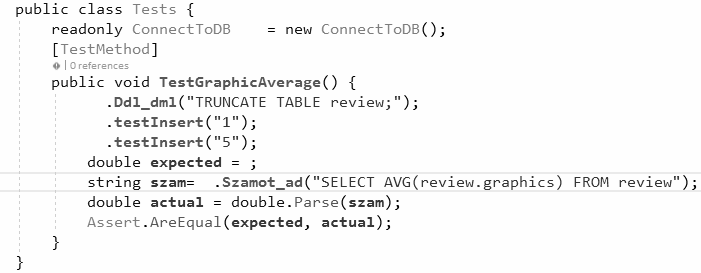 public class Tests {
readonly ConnectToDB = new ConnectToDB();
[TestMethod]
| 0 references
public void TestGraphicAverage() {
.Ddl_dml("TRUNCATE TABLE review;");
.testInsert("1");
.testInsert("5");
double expected = ;
string szam= .Szamot_ad("SELECT AVG(review.graphics) FROM review");
double actual = double.Parse(szam);
Assert.AreEqual(expected, actual);
}
}